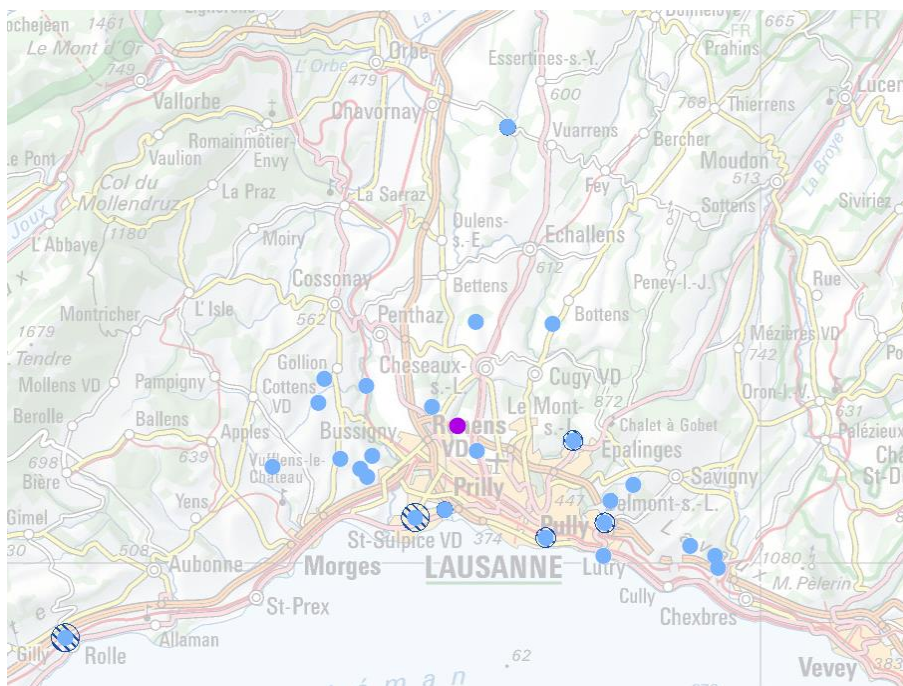 1461
Le Mont d'Or
749
Vallorbe
L'Orbe
Orbe
479
Chavornay
Essertines-s.-Y.
600
Donneloye
FR
Prahins
665
FR
768
Thierrens
Lucen
Romainmôtier-
Envy
Vaulion
Le Pont
La Praz
Col du
Mollendruz
1180
Joux
L'Abbaye
La Sarraz
Moiry
Vuarrens
Bercher
Fey
Moudon
513
La Broye
Sottens
Siviriez
Oulens-
s.-E.
Echallens
612
Bettens
Peney-l.-J.
Rue
Cossonay
L'Isle
562
Montricher
1679
Tendre
Penthaz
Bottens
Mézières VD
742
Mollens VD
Pampigny
639
Gollion
Cottens
VD
Cheseaux-
s.-L.
Cugy VD
872
Oron-l.-V.
631
Berolle
Ballens
Apples
Bussigny
VD
Le Mont-
s.-
Chalet à Gobet
Epalinges
Palézieux
698
Bière
Vufflens-le-
Château
Prilly
Savigny
St-D
Gimel
Yens
447
Belmont-s.-L.
Pully
30
508
Aubonne
St-Sulpice VD
374
Morges
LAUSANNE
Lutry
1080
M. Pèlerin
St-Prex
Cully
Chexbres
Gilly
Rolle
Allaman
62
Vevey
383
m a n